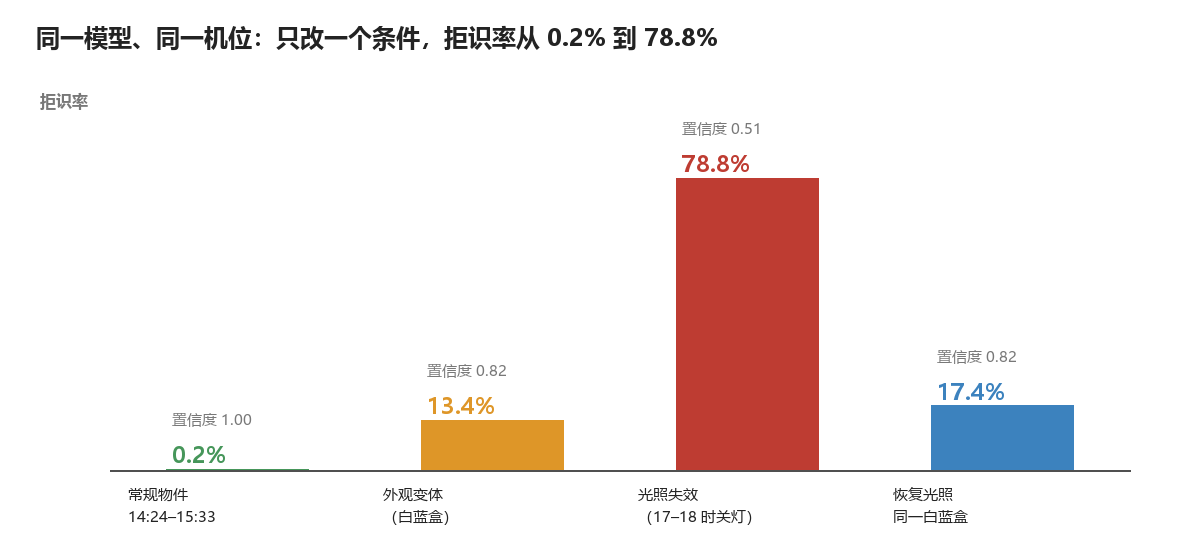 同一模型、同一机位：只改一个条件，拒识率从 0.2% 到 78.8%
拒识率
置信度 1.00
0.2%
置信度 0.82
13.4%
置信度 0.51
78.8%
置信度 0.82
17.4%
常规物件
14:24–15:33
外观变体
（白蓝盒）
光照失效
（17–18 时关灯）
恢复光照
同一白蓝盒